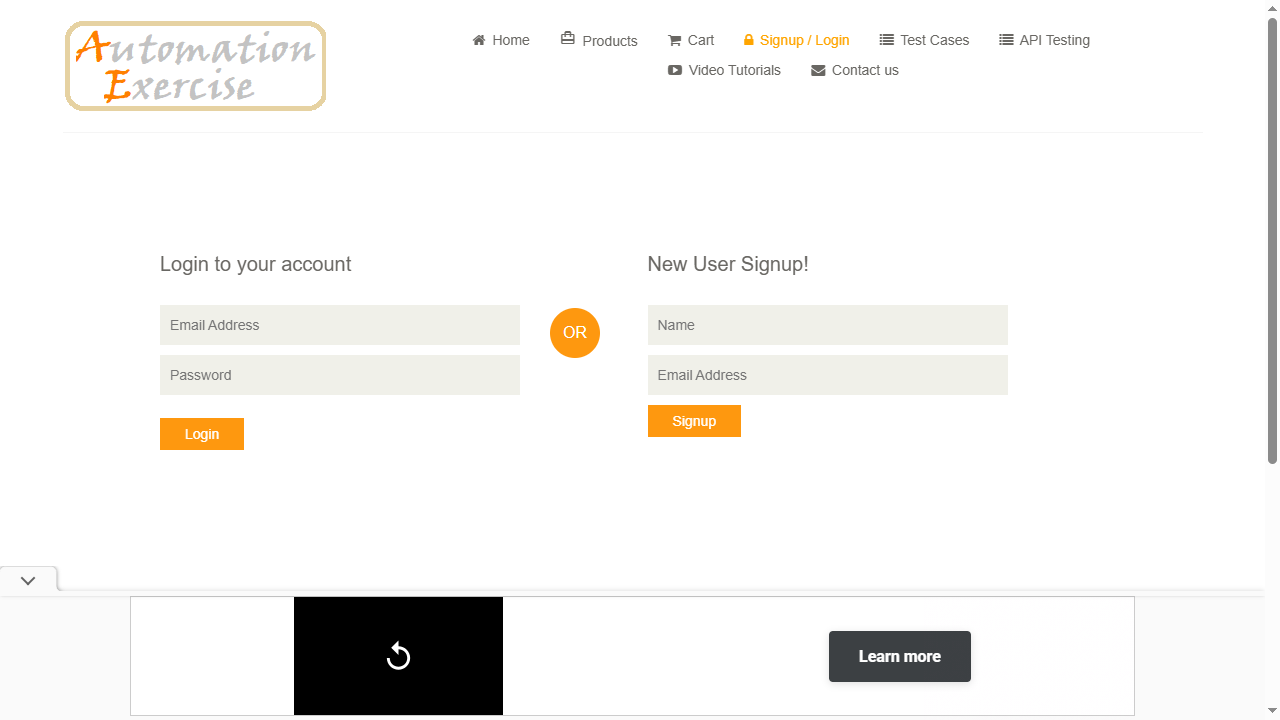 Automation
Exercise
Home
Products
Cart
Signup / Login
Test Cases
API Testing
Video Tutorials
Contact us
Login to your account
Email Address
Password
Login
OR
New User Signup!
Name
Email Address
Signup
Learn more